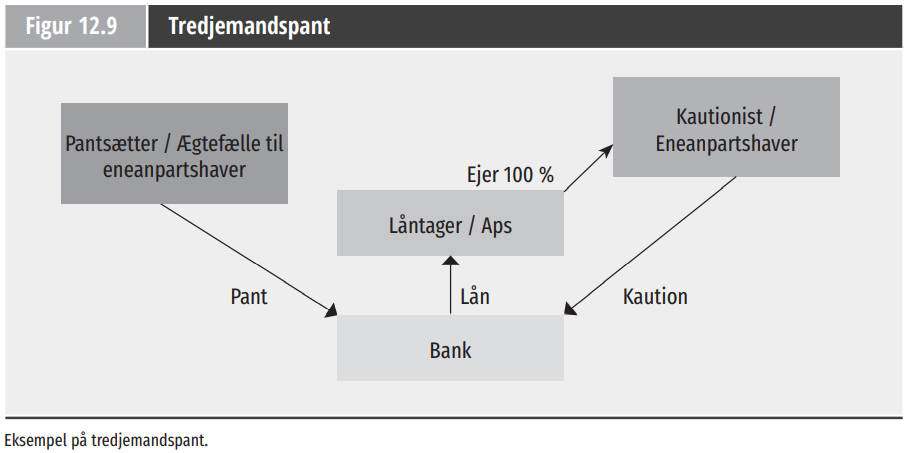 Figur 12.9
Tredjemandspant
Pantsætter / Ægtefælle til
eneanpartshaver
Kautionist /
Eneanpartshaver
Ejer 100 %
Låntager / Aps
Pant
Lån
Kaution
Bank
Eksempel på tredjemandspant.